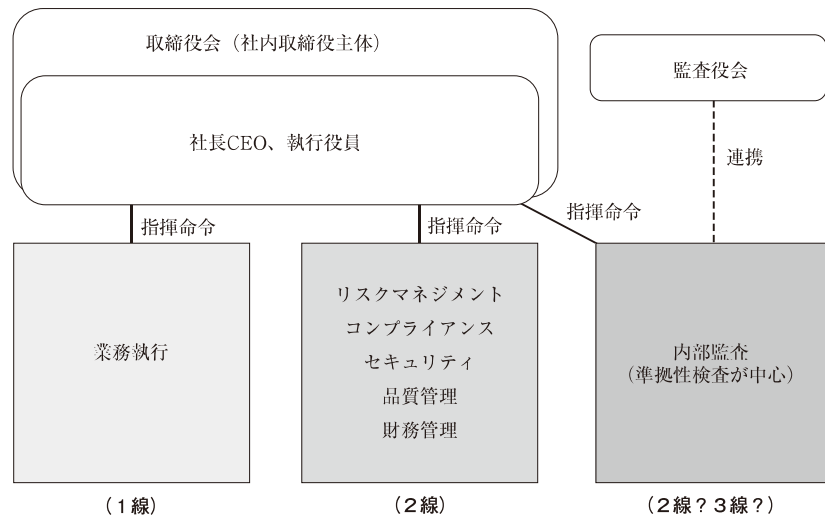 取締役会（社内取締役主体）
監査役会
社長CEO、執行役員
連携
指揮命令
指揮命令
指揮命令
業務執行
リスクマネジメント
コンプライアンス
セキュリティ
品質管理
財務管理
内部監査
（準拠性検査が中心）
（１線）
（２線）
（２線？３線？）